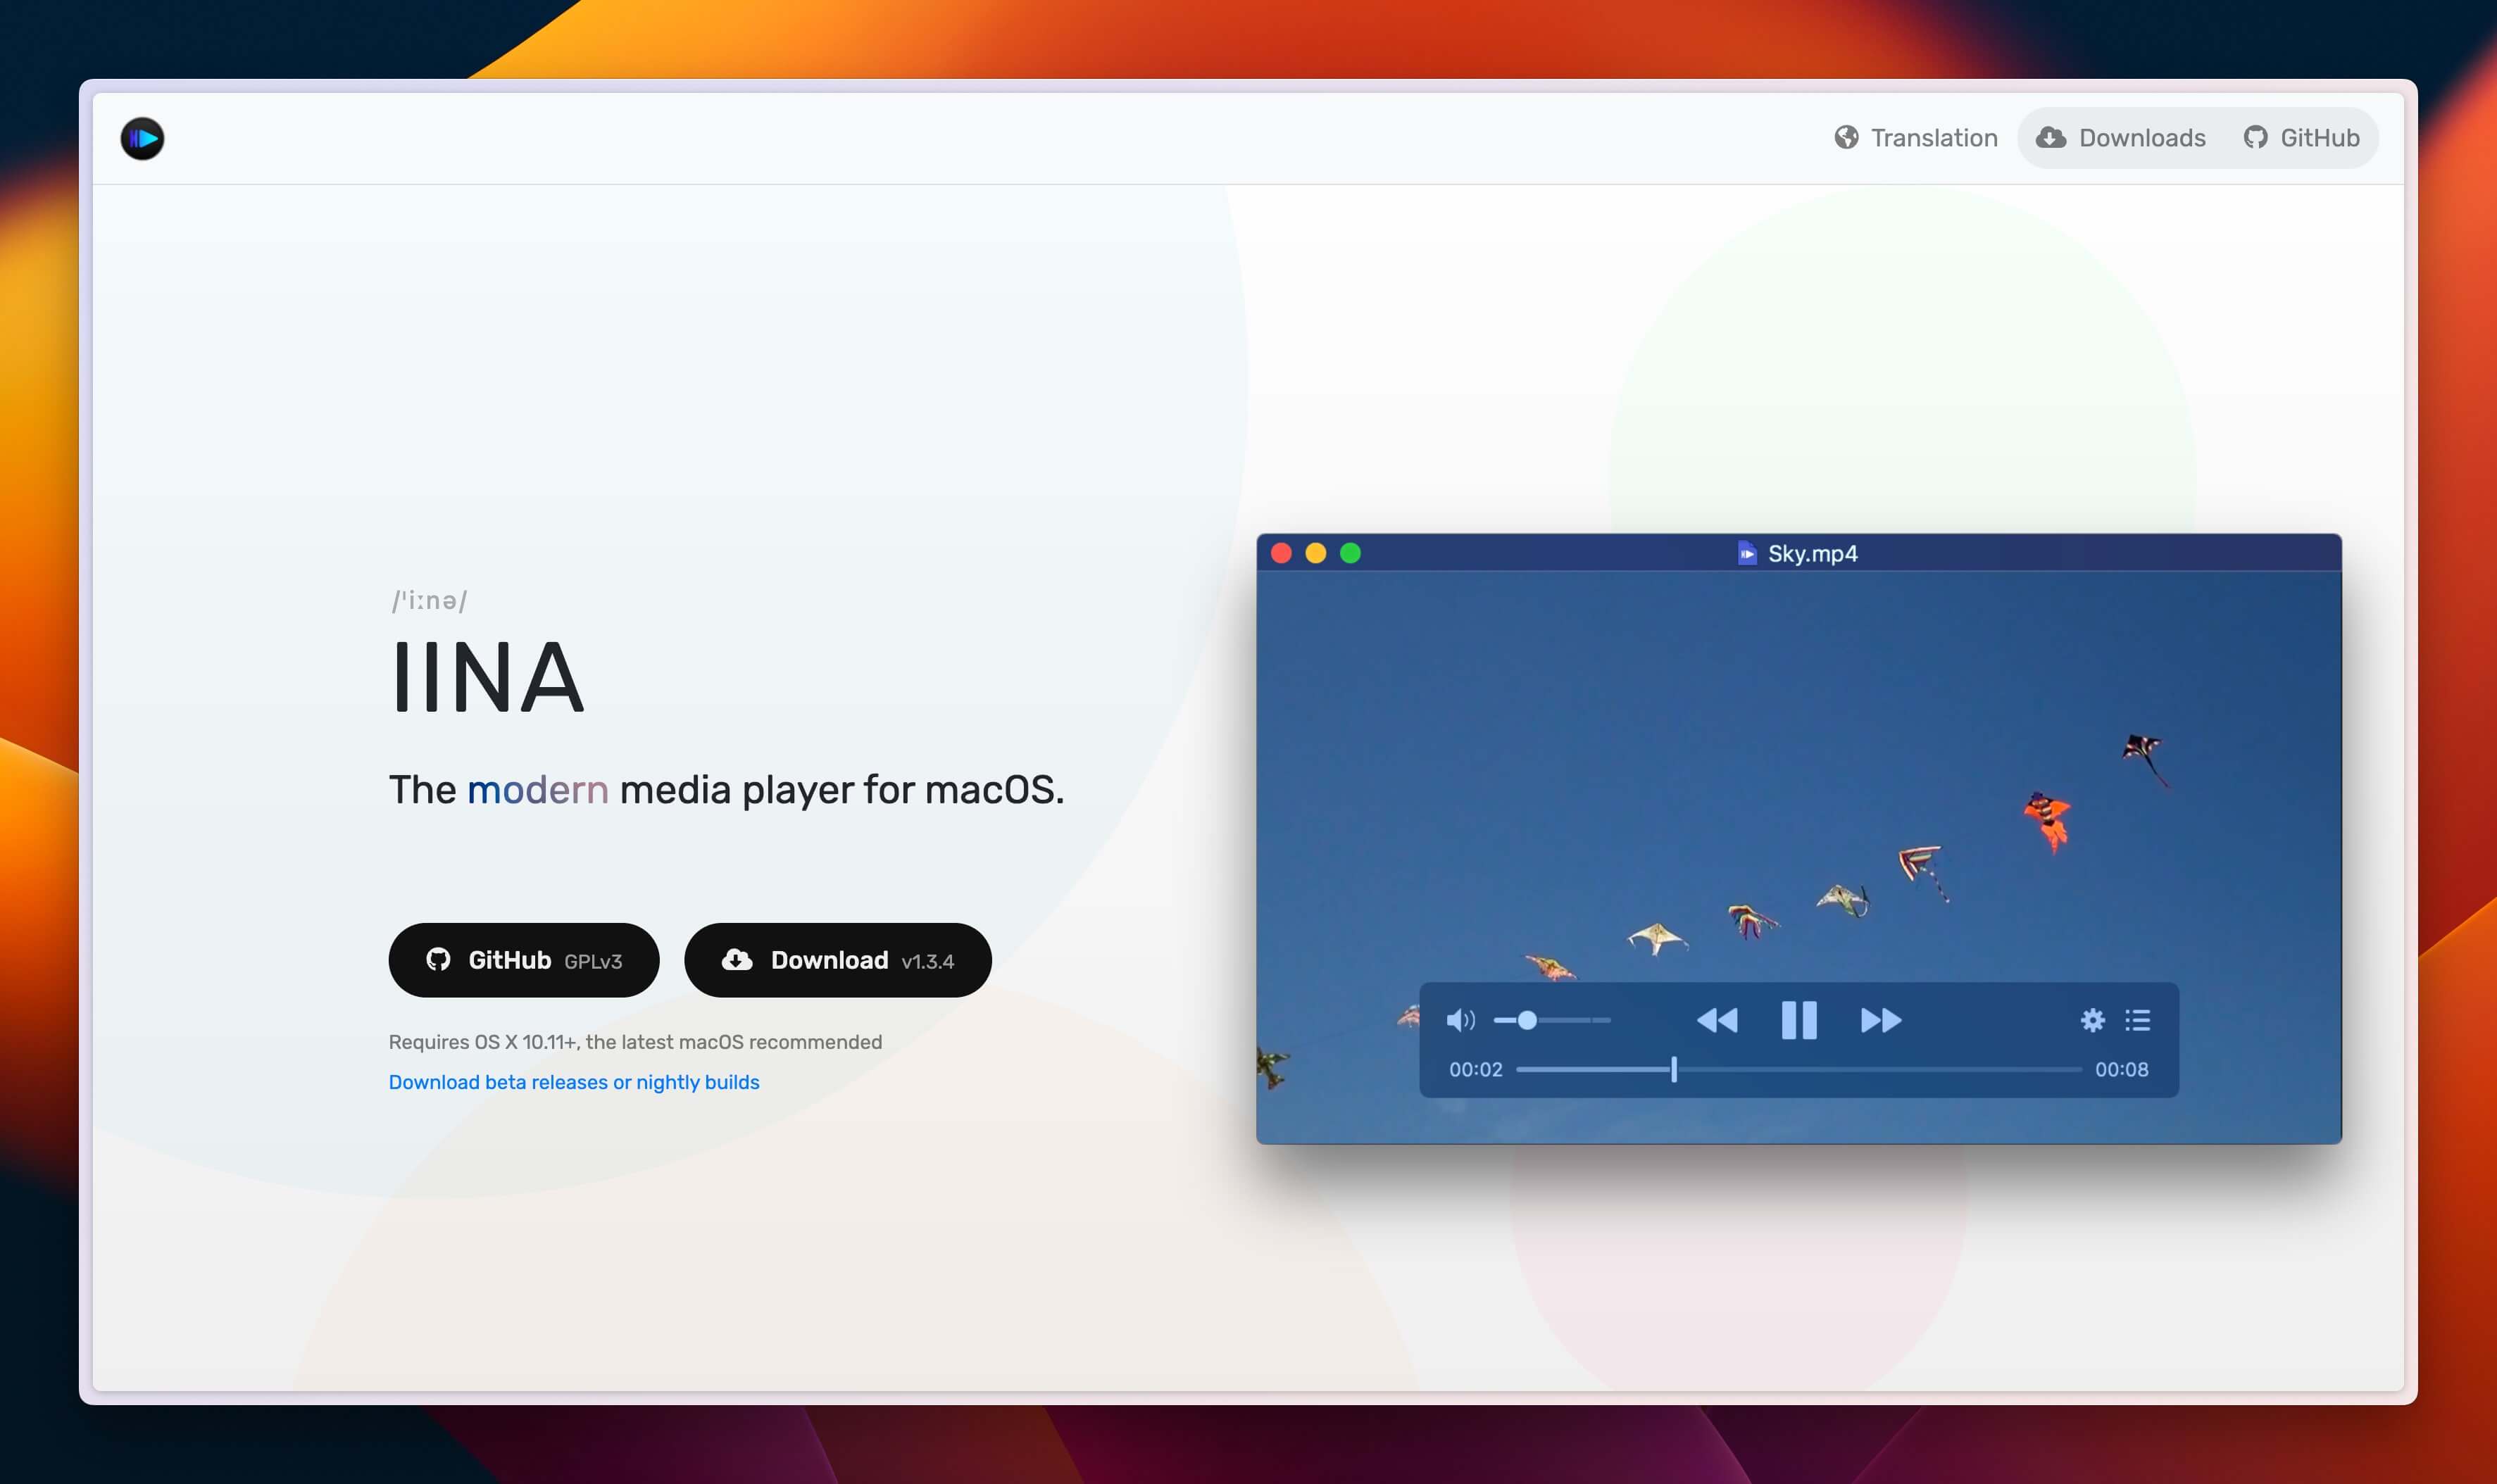 Translation
Downloads
GitHub
/ˈiːnə/
IINA
The modern media player for macOS.
GitHub GPLv3
Download v1.3.4
Requires OS X 10.11+, the latest macOS recommended
Download beta releases or nightly builds
Sky.mp4
00:02
00:08